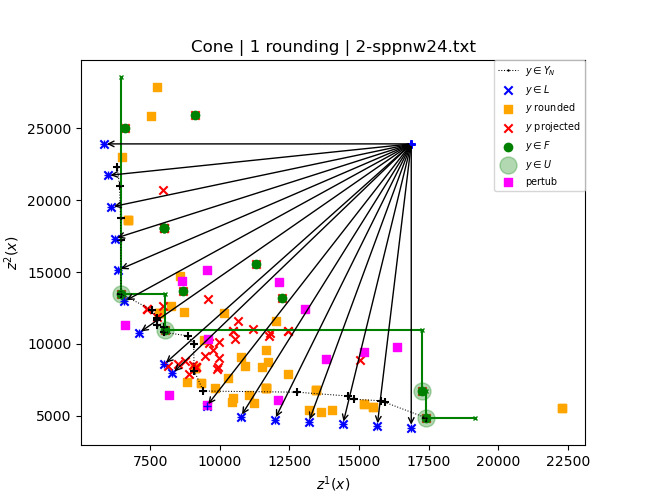 Cone | 1 rounding | 2-sppnw24.txt
y ∈ Y_N
y ∈ L
y rounded
y projected
y ∈ F
y ∈ U
pertub
25000
20000
15000
10000
5000
z²(x)
7500 10000 12500 15000 17500 20000 22500
z¹(x)